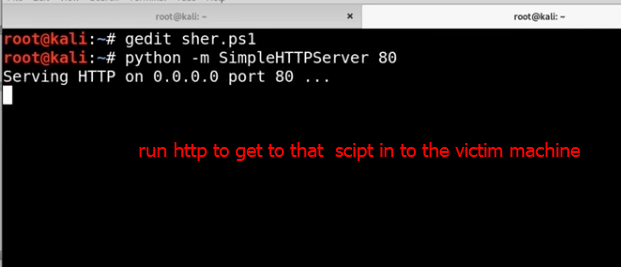 root@kali: ~
root@kali: ~
root@kali:~# gedit sher.ps1
root@kali:~# python -m SimpleHTTPServer 80
Serving HTTP on 0.0.0.0 port 80 ...
run http to get to that scipt in to the victim machine